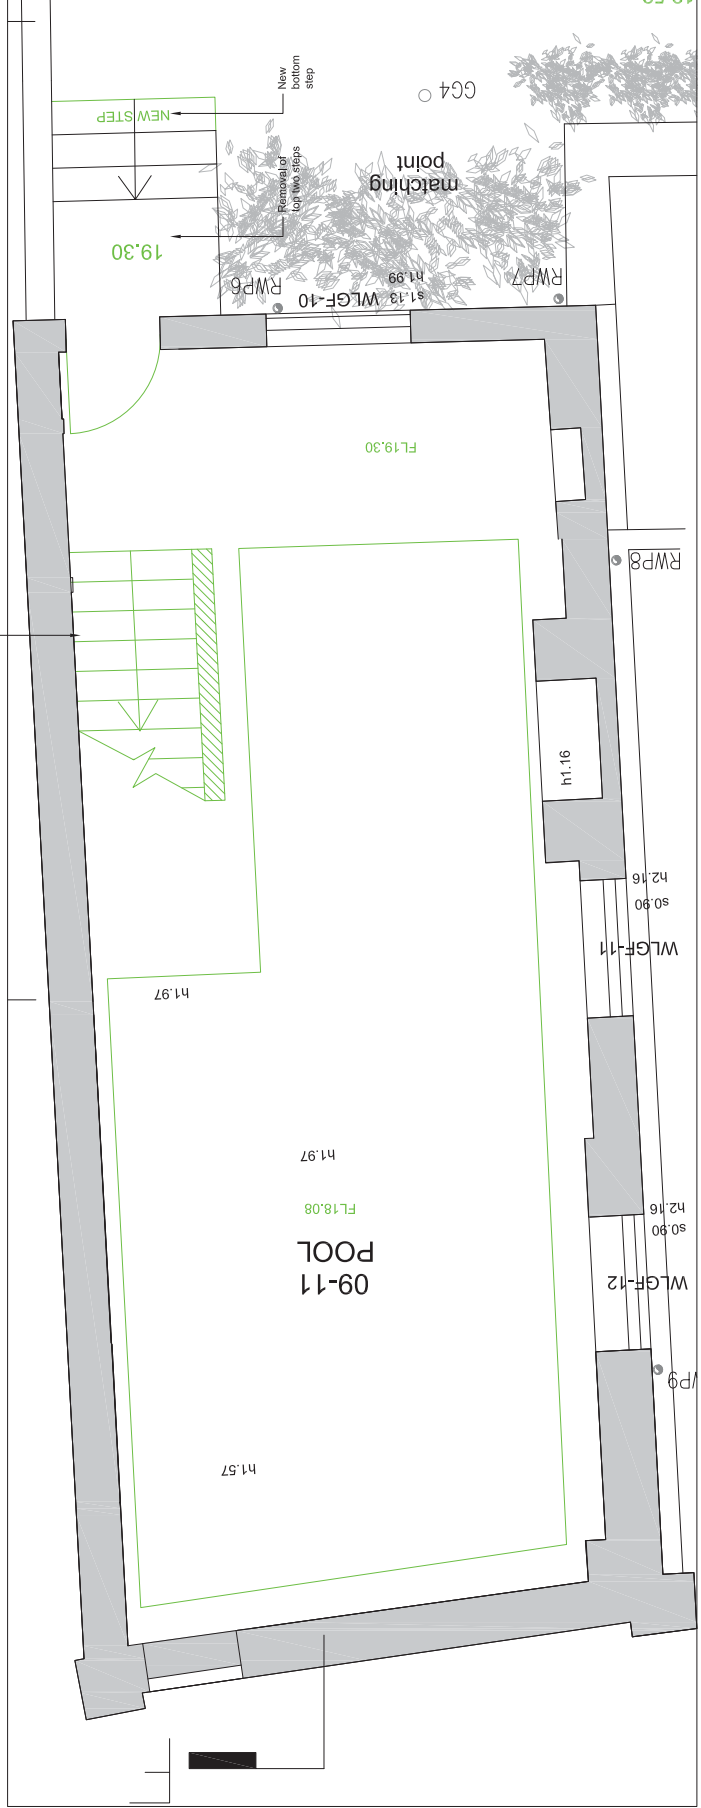 New
bottom
step
GG4
NEW STEP
matching
point
Removal of
top two steps
19.30
RWP6
RWP7
WLGF-10
s1.13
h1.99
FL19.30
RWP8
h1.16
h2.16
s0.90
WLGF-11
h1.97
h1.97
FL18.08
09-11
POOL
h2.16
s0.90
WLGF-12
h1.57